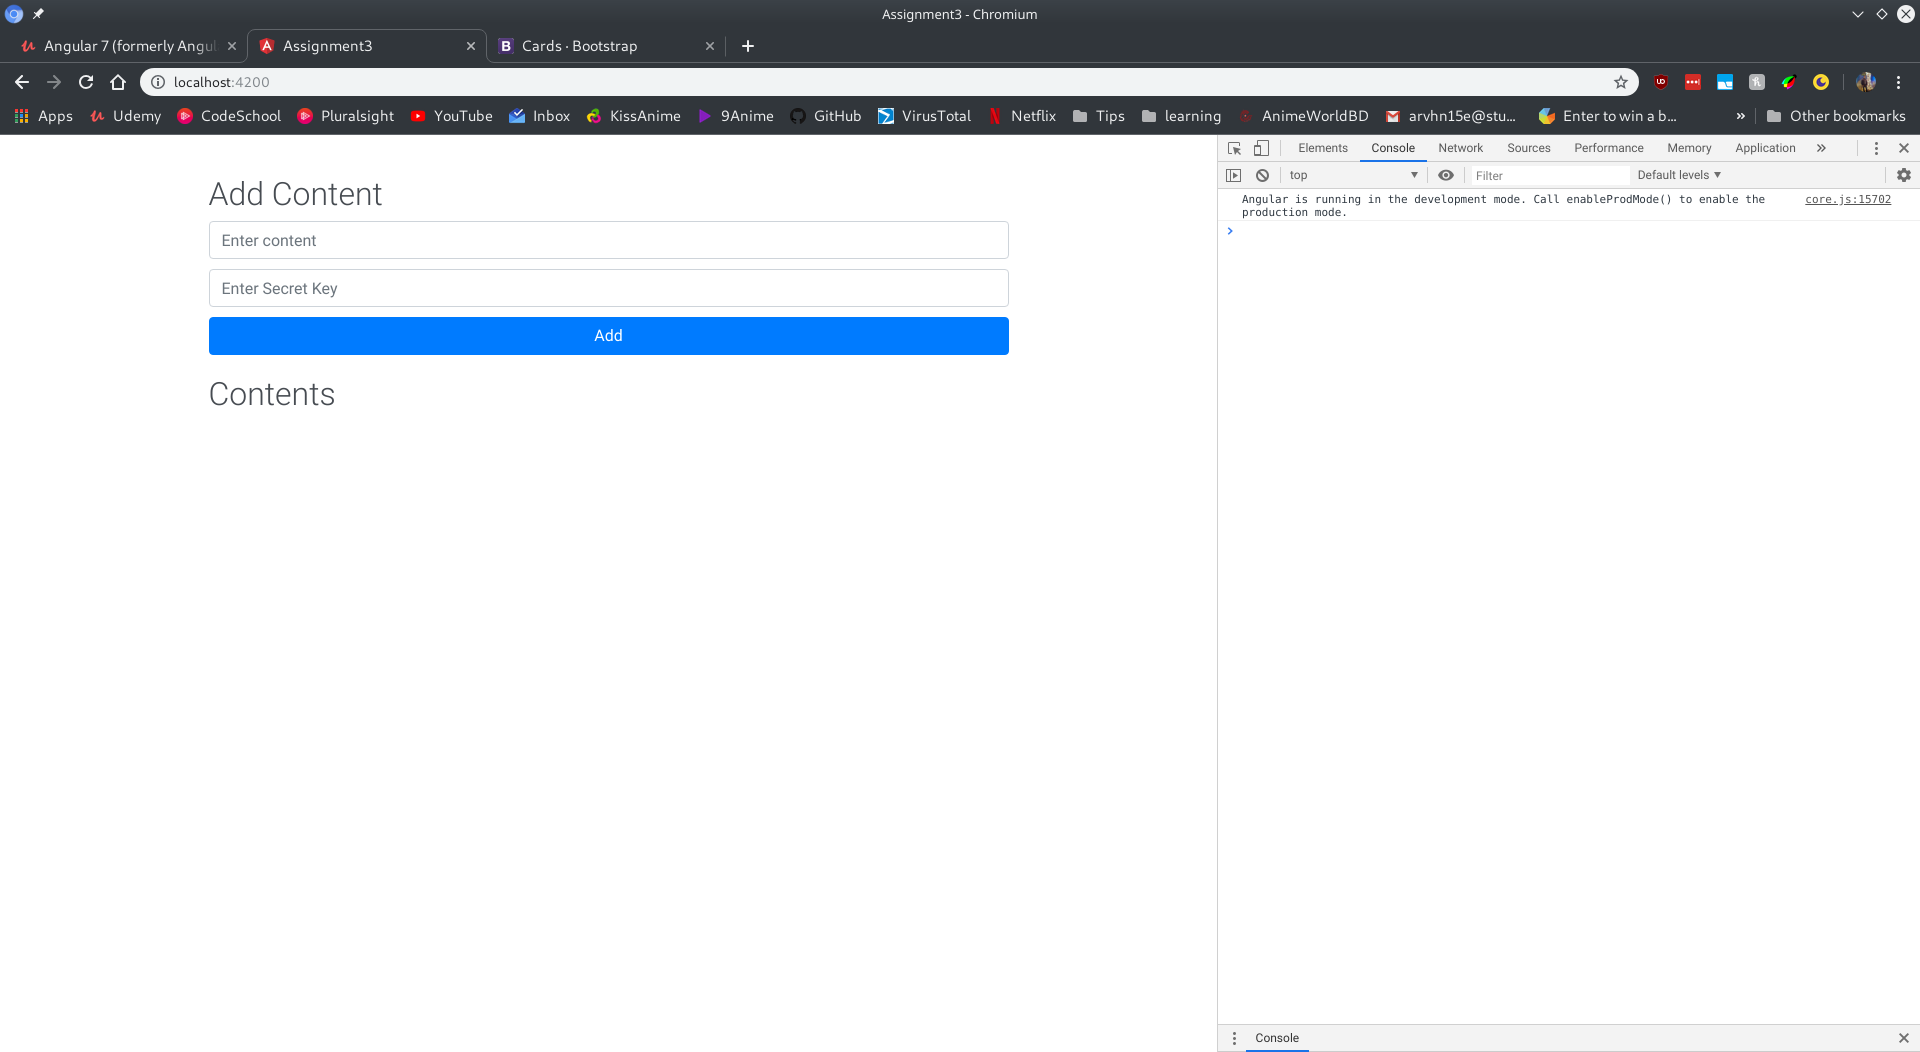 Assignment3 - Chromium
Angular 7 (formerly Angul
Assignment3
Cards · Bootstrap
localhost:4200
Apps Udemy CodeSchool Pluralsight YouTube Inbox KissAnime 9Anime GitHub VirusTotal Netflix Tips learning AnimeWorldBD arvhn15e@stu... Enter to win a b... » Other bookmarks
Elements Console Network Sources Performance Memory Application »
top Filter Default levels
Angular is running in the development mode. Call enableProdMode() to enable the core.js:15702
production mode.
Add Content
Enter content
Enter Secret Key
Add
Contents
Console